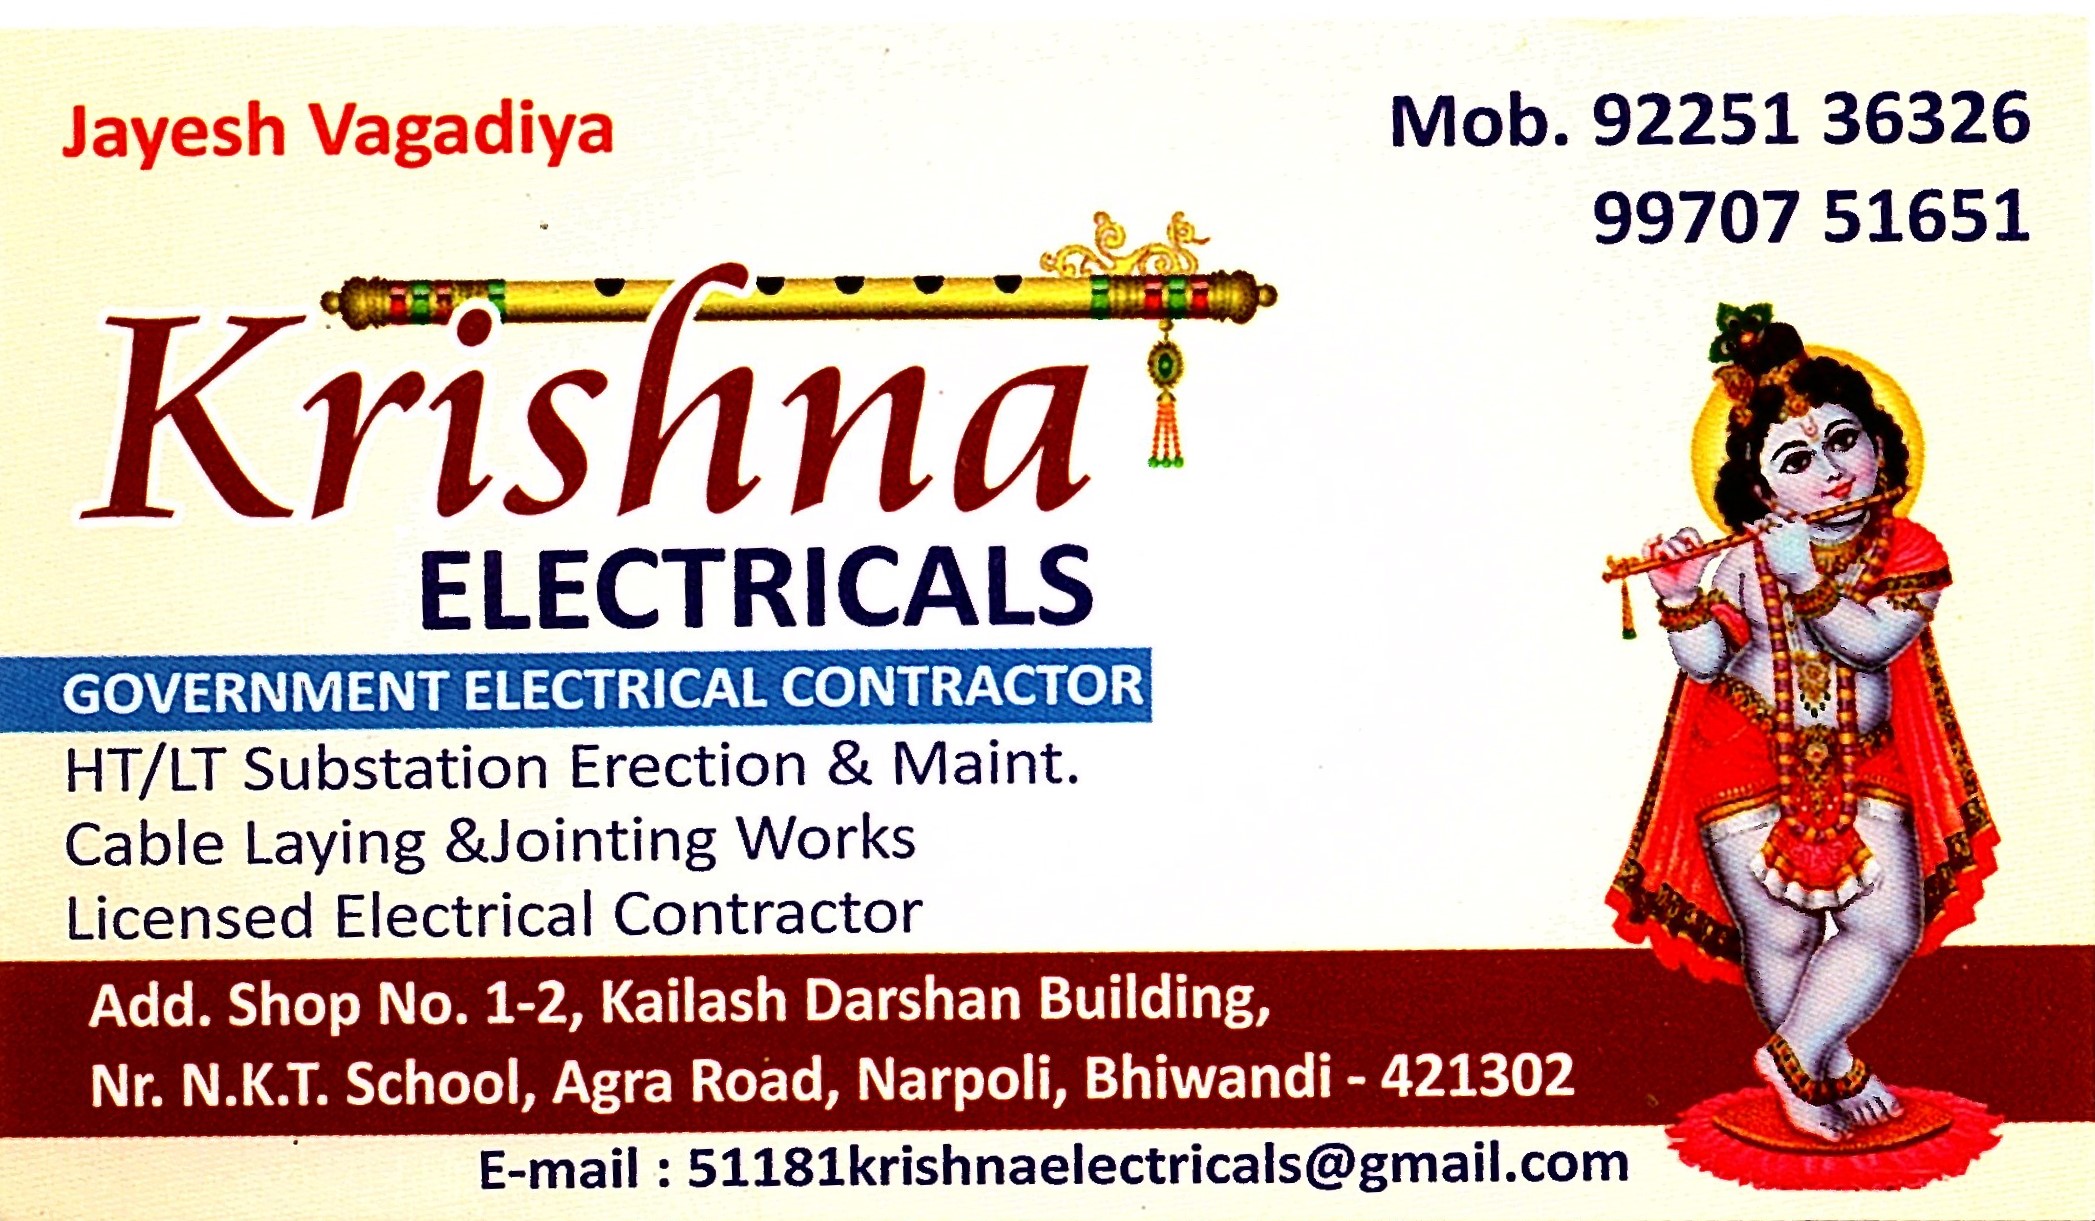 Jayesh Vagadiya
Mob. 92251 36326
99707 51651
Krishna
ELECTRICALS
GOVERNMENT ELECTRICAL CONTRACTOR
HT/LT Substation Erection & Maint.
Cable Laying &Jointing Works
Licensed Electrical Contractor
Add. Shop No. 1-2, Kailash Darshan Building,
Nr. N.K.T. School, Agra Road, Narpoli, Bhiwandi - 421302
E-mail : 51181krishnaelectricals@gmail.com